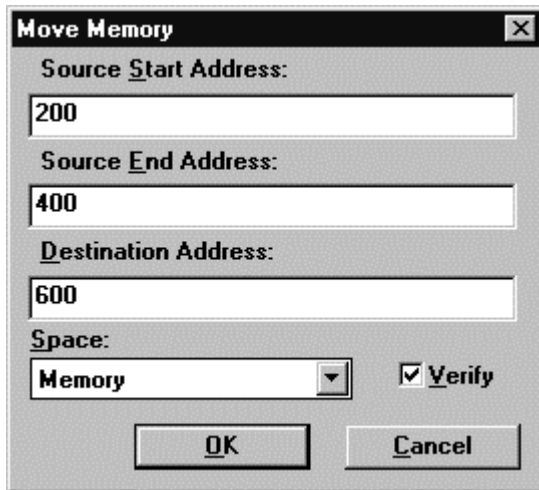 Move Memory
Source Start Address:
200
Source End Address:
400
Destination Address:
600
Space:
Memory
Verify
OK
Cancel